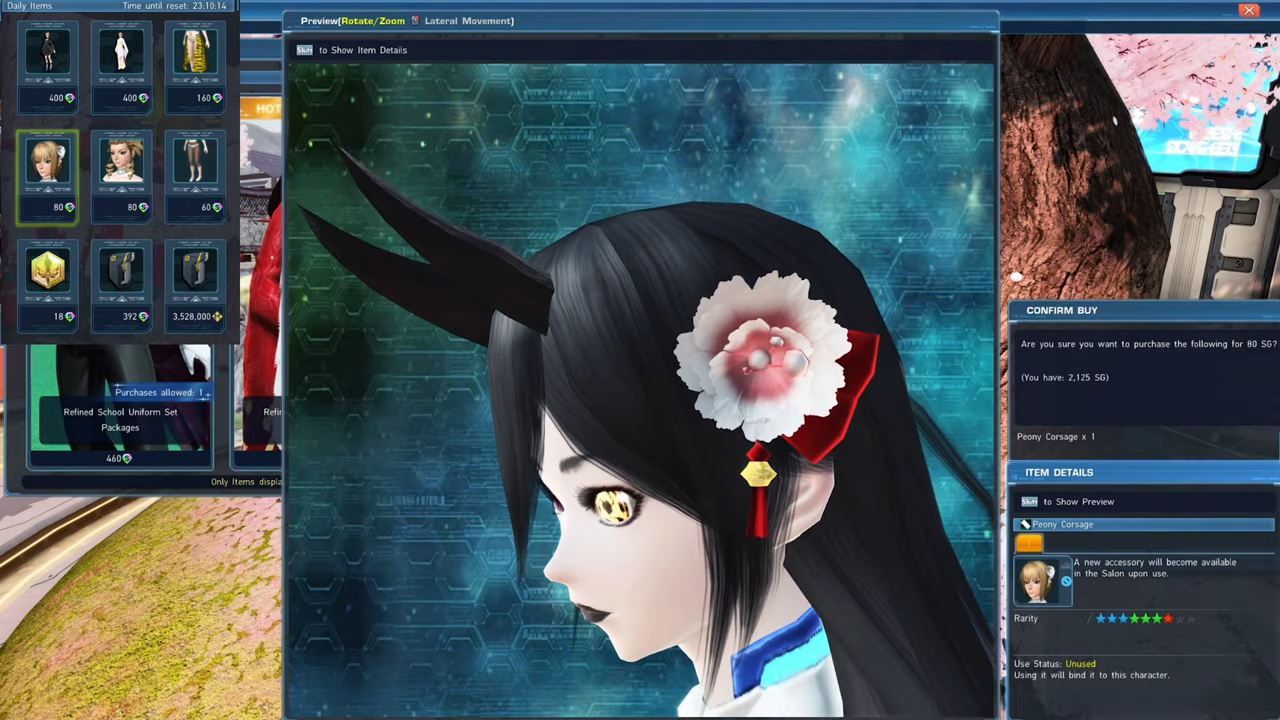 Daily Items
Time until reset: 23:10:14
400
400
160
80
80
60
18
392
3,528,000
HOT
Purchases allowed: 1
Refined School Uniform Set
Packages
460
Refin
Only Items displa
Preview[Rotate/Zoom Lateral Movement]
Shift to Show Item Details
CONFIRM BUY
Are you sure you want to purchase the following for 80 SG?
(You have: 2,125 SG)
Peony Corsage x 1
ITEM DETAILS
Shift to Show Preview
Peony Corsage
A new accessory will become available
in the Salon upon use.
Rarity
Use Status: Unused
Using it will bind it to this character.